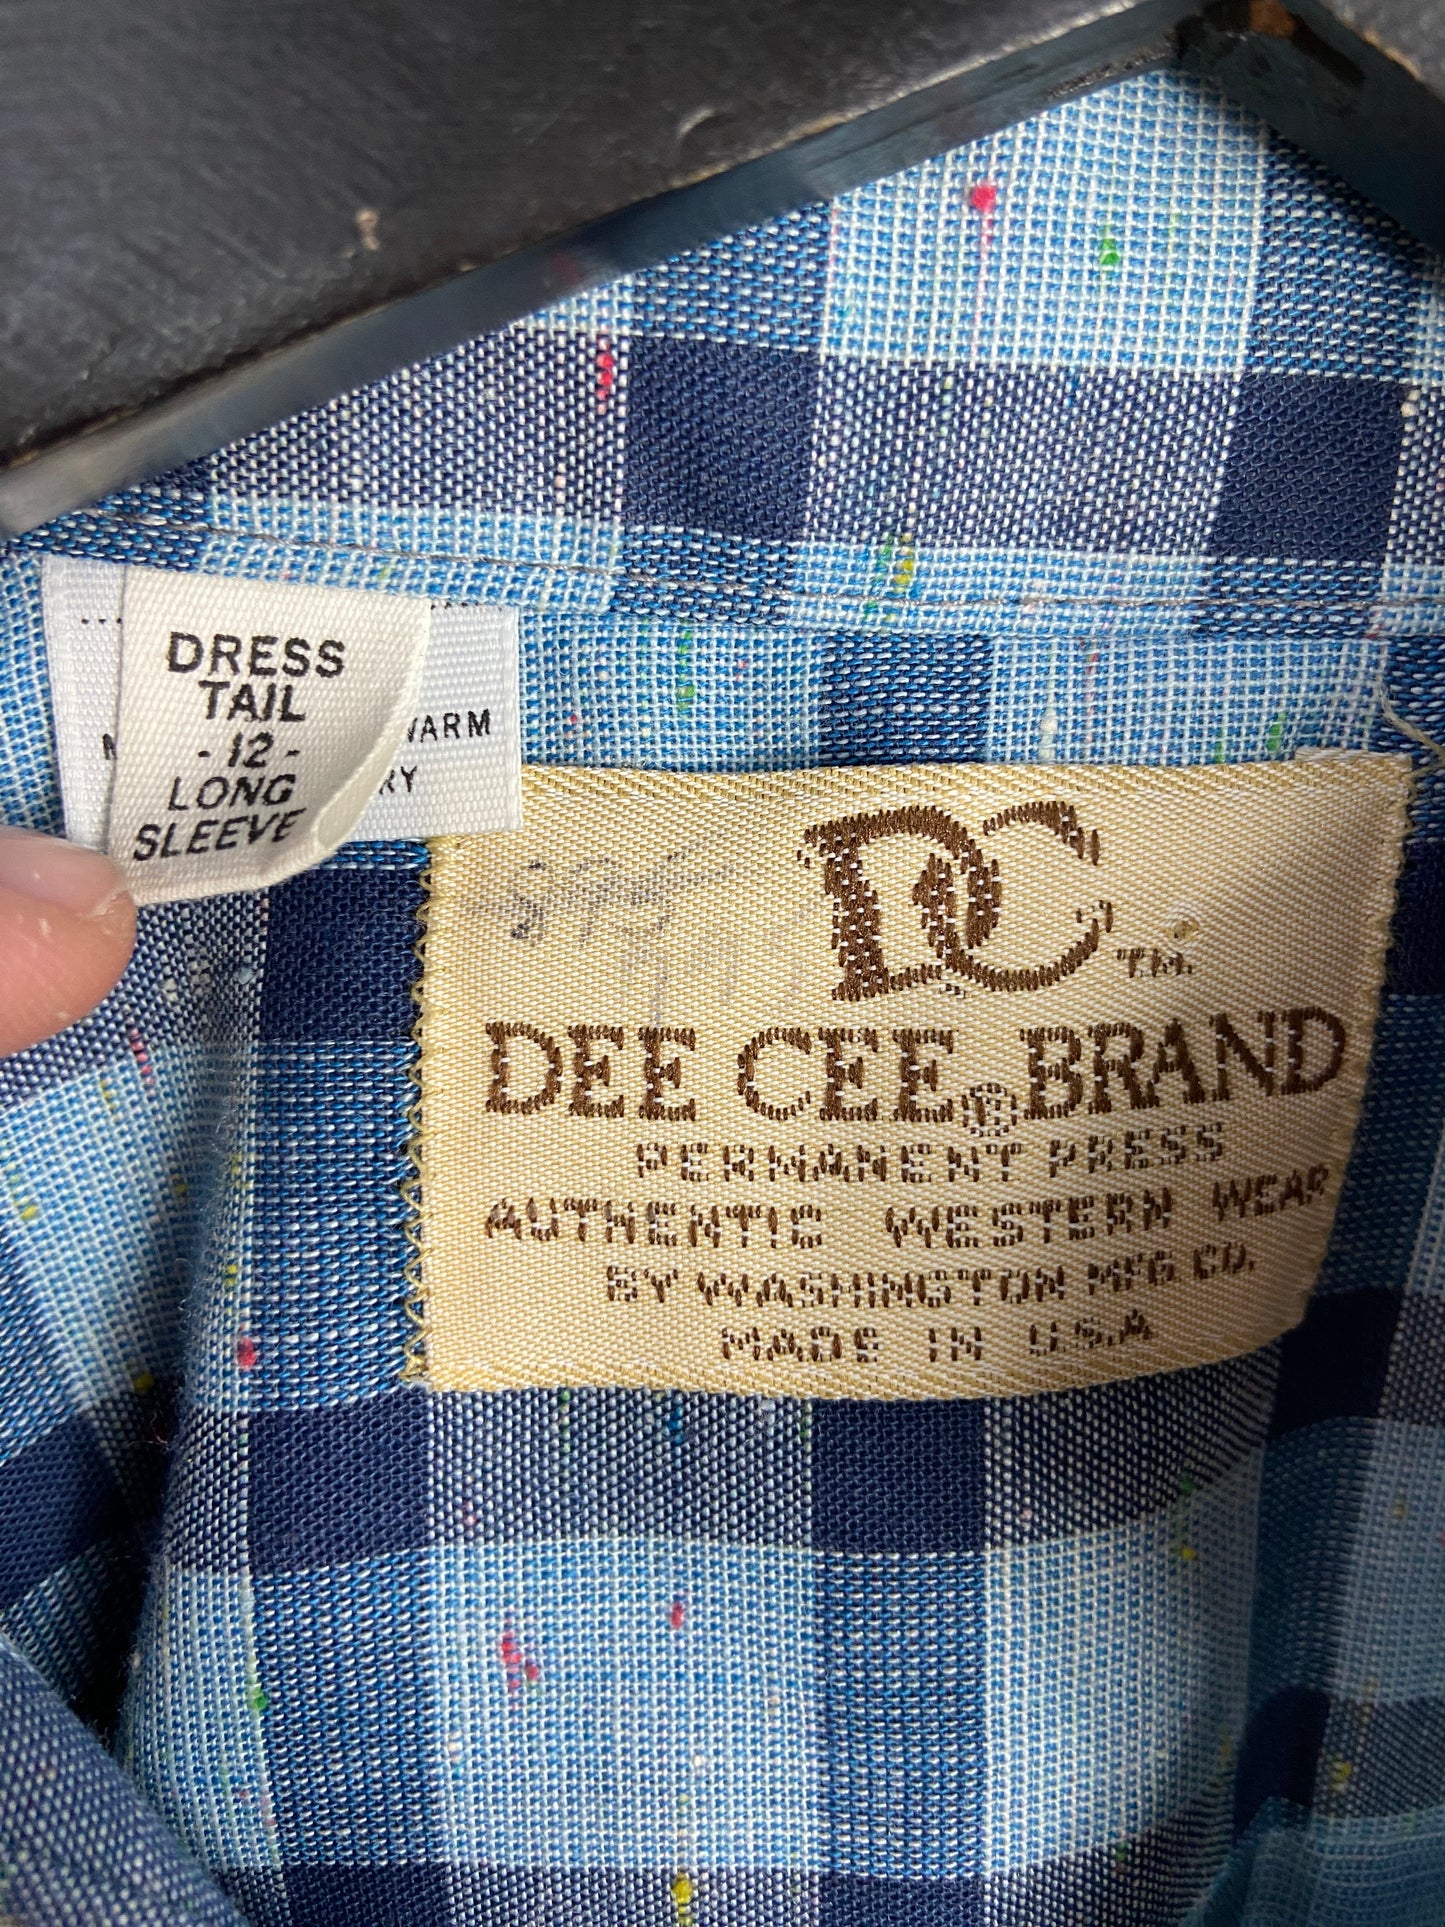 DRESS
TAIL
-12-
LONG
SLEEVE
WARM
DC T.M.
DEE CEE® BRAND
PERMANENT PRESS
AUTHENTIC WESTERN WEAR
BY WASHINGTON MFG. CO.
MADE IN U.S.A